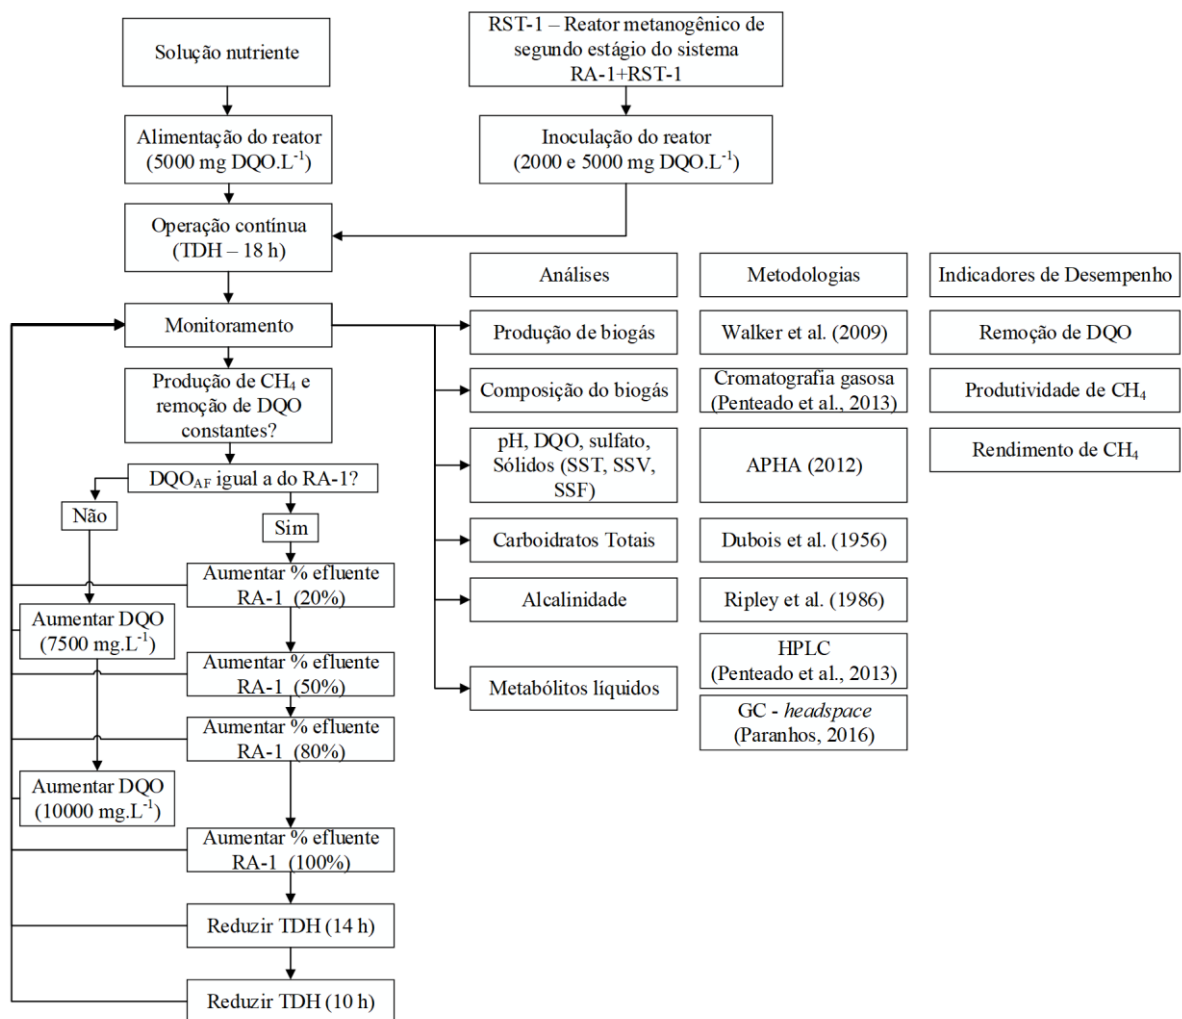 Solução nutriente
RST-1 – Reator metanogênico de
segundo estágio do sistema
RA-1+RST-1
Alimentação do reator
(5000 mg DQO.L⁻¹)
Inoculação do reator
(2000 e 5000 mg DQO.L⁻¹)
Operação contínua
(TDH – 18 h)
Monitoramento
Produção de CH₄ e
remoção de DQO
constantes?
DQO_AF igual a do RA-1?
Não
Sim
Aumentar DQO
(7500 mg.L⁻¹)
Aumentar DQO
(10000 mg.L⁻¹)
Aumentar % efluente
RA-1 (20%)
Aumentar % efluente
RA-1 (50%)
Aumentar % efluente
RA-1 (80%)
Aumentar % efluente
RA-1 (100%)
Reduzir TDH (14 h)
Reduzir TDH (10 h)
Análises
Produção de biogás
Composição do biogás
pH, DQO, sulfato,
Sólidos (SST, SSV,
SSF)
Carboidratos Totais
Alcalinidade
Metabólitos líquidos
Metodologias
Walker et al. (2009)
Cromatografia gasosa
(Penteado et al., 2013)
APHA (2012)
Dubois et al. (1956)
Ripley et al. (1986)
HPLC
(Penteado et al., 2013)
GC - headspace
(Paranhos, 2016)
Indicadores de Desempenho
Remoção de DQO
Produtividade de CH₄
Rendimento de CH₄